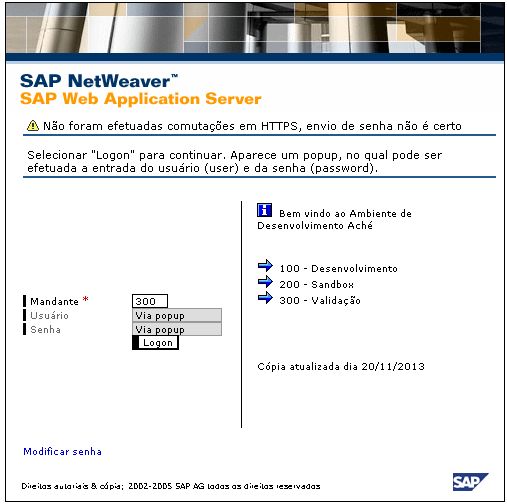 SAP NetWeaver™
SAP Web Application Server
Não foram efetuadas comutações em HTTPS, envio de senha não é certo
Selecionar "Logon" para continuar. Aparece um popup, no qual pode ser
efetuada a entrada do usuário (user) e da senha (password).
Bem vindo ao Ambiente de
Desenvolvimento Aché
100 - Desenvolvimento
200 - Sandbox
300 - Validação
Mandante * 300
Usuário Via popup
Senha Via popup
Logon
Cópia atualizada dia 20/11/2013
Modificar senha
Direitos autoriais & cópia; 2002-2005 SAP AG todos os direitos reservados
SAP